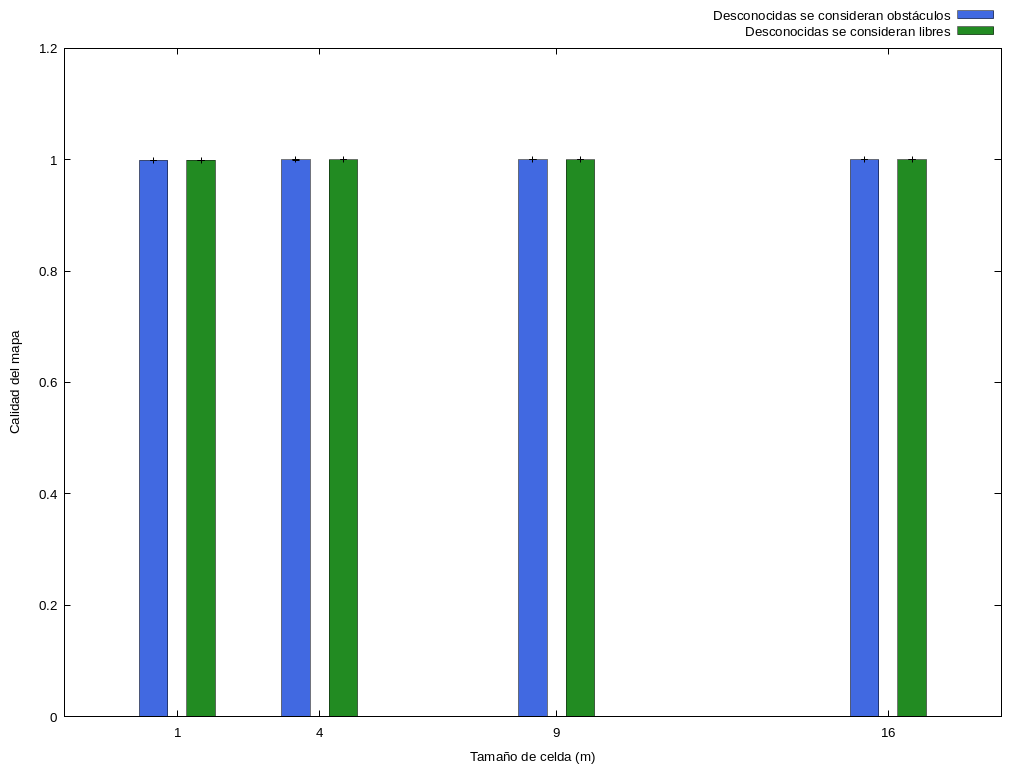 Desconocidas se consideran obstáculos
Desconocidas se consideran libres
1.2
1
0.8
0.6
0.4
0.2
0
Calidad del mapa
1 4 9 16
Tamaño de celda (m)